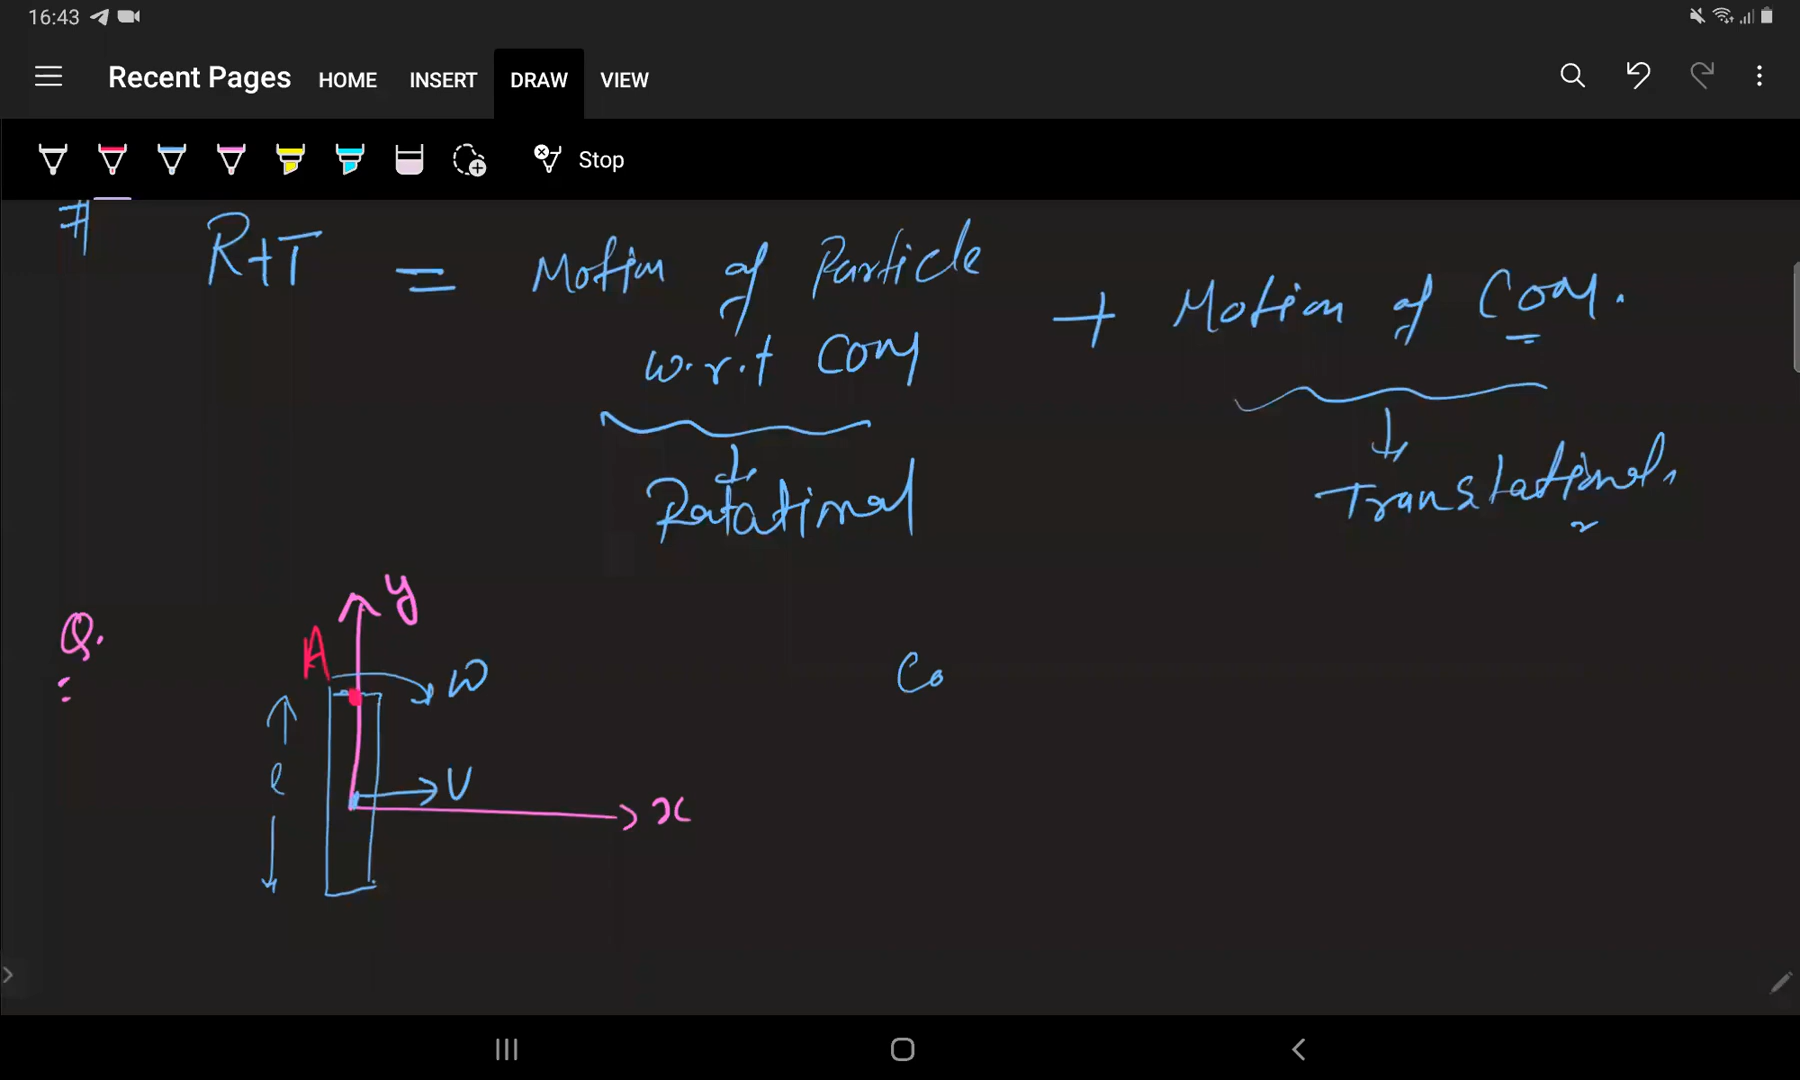 16:43
Recent Pages HOME INSERT DRAW VIEW
Stop
# R+T = Motion of Particle + Motion of COM.
w.r.t COM
Rotational Translational.
Q.
y
A
ω
l
v
x
Co